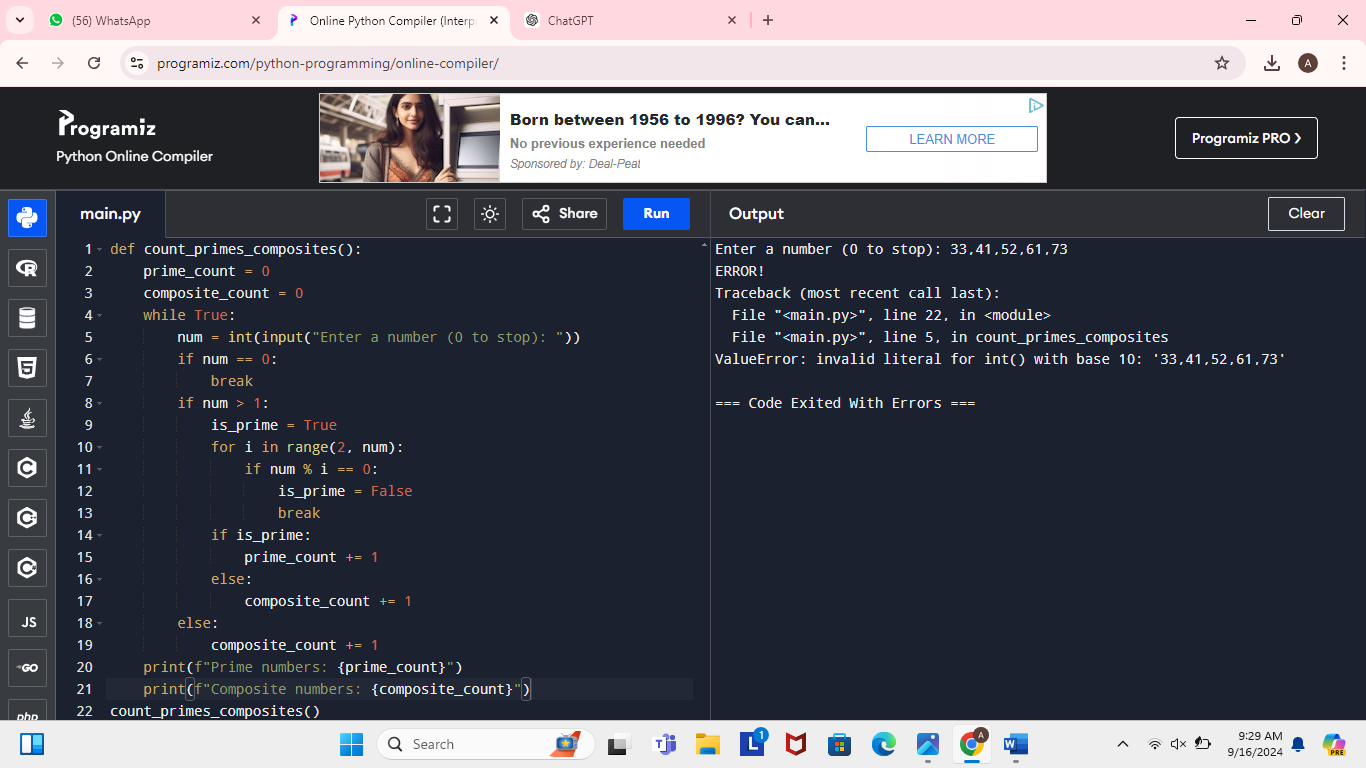 (56) WhatsApp
Online Python Compiler (Interp
ChatGPT
programiz.com/python-programming/online-compiler/
A
Programiz
Python Online Compiler
Born between 1956 to 1996? You can...
No previous experience needed
Sponsored by: Deal-Peat
LEARN MORE
Programiz PRO
main.py
Share
Run
Output
Clear
1 def count_primes_composites():
2     prime_count = 0
3     composite_count = 0
4     while True:
5         num = int(input("Enter a number (0 to stop): "))
6         if num == 0:
7             break
8         if num > 1:
9             is_prime = True
10             for i in range(2, num):
11                 if num % i == 0:
12                     is_prime = False
13                     break
14             if is_prime:
15                 prime_count += 1
16             else:
17                 composite_count += 1
18         else:
19             composite_count += 1
20     print(f"Prime numbers: {prime_count}")
21     print(f"Composite numbers: {composite_count}")
22 count_primes_composites()
Enter a number (0 to stop): 33,41,52,61,73
ERROR!
Traceback (most recent call last):
  File "<main.py>", line 22, in <module>
  File "<main.py>", line 5, in count_primes_composites
ValueError: invalid literal for int() with base 10: '33,41,52,61,73'
=== Code Exited With Errors ===
R
5
C
C
JS
GO
php
Search
L
1
A
W
9:29 AM
9/16/2024
PRE